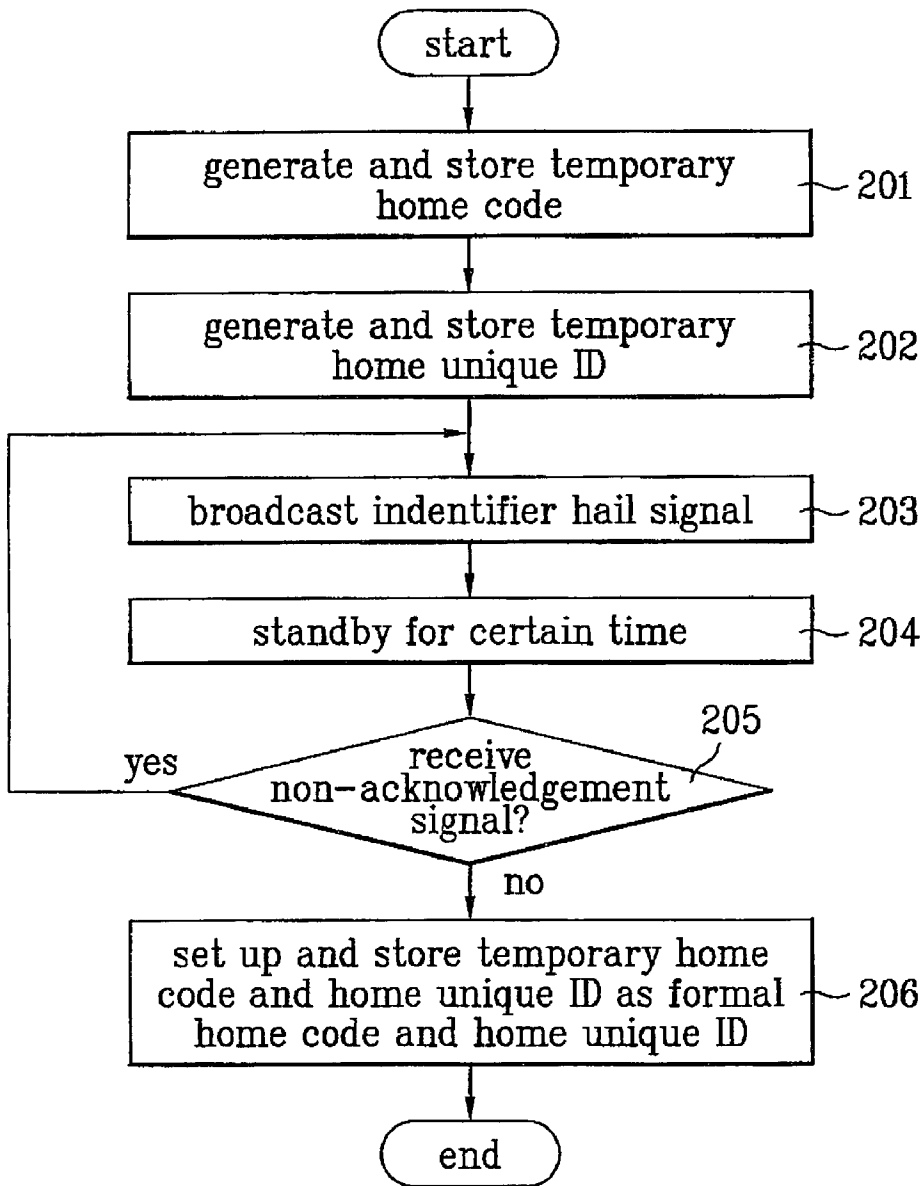 start
generate and store temporary
home code
201
generate and store temporary
home unique ID
202
broadcast indentifier hail signal
203
standby for certain time
204
205
yes
receive
non-acknowledgement
signal?
no
set up and store temporary home
code and home unique ID as formal
home code and home unique ID
206
end